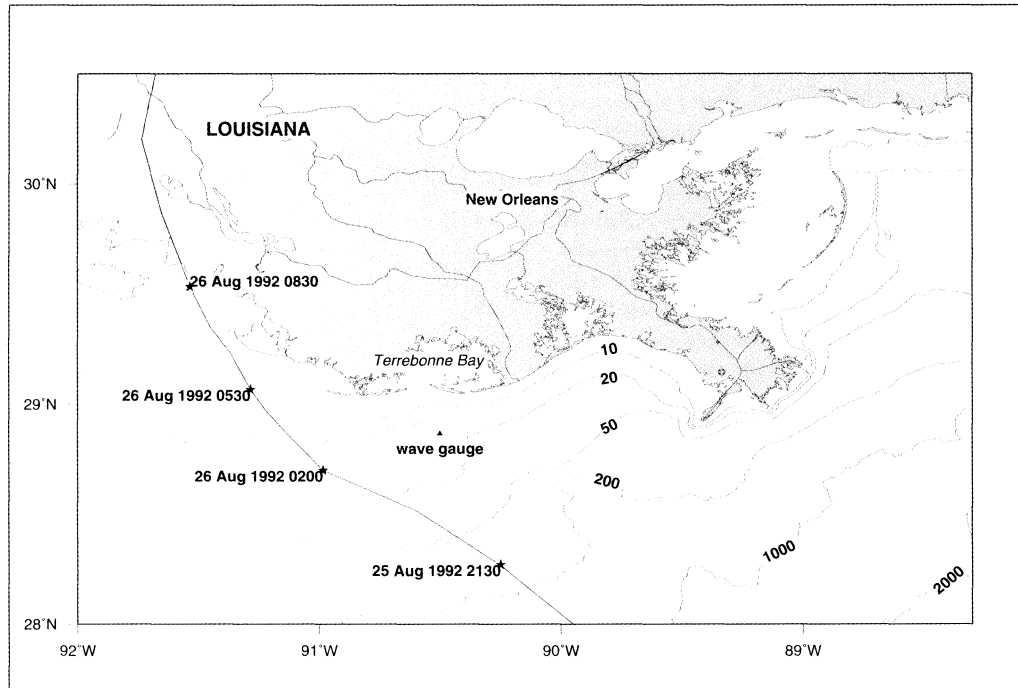 LOUISIANA
30°N
New Orleans
26 Aug 1992 0830
10
Terrebonne Bay
20
26 Aug 1992 0530
29°N
50
wave gauge
26 Aug 1992 0200
200
1000
25 Aug 1992 2130
2000
28°N
92°W
91°W
90°W
89°W